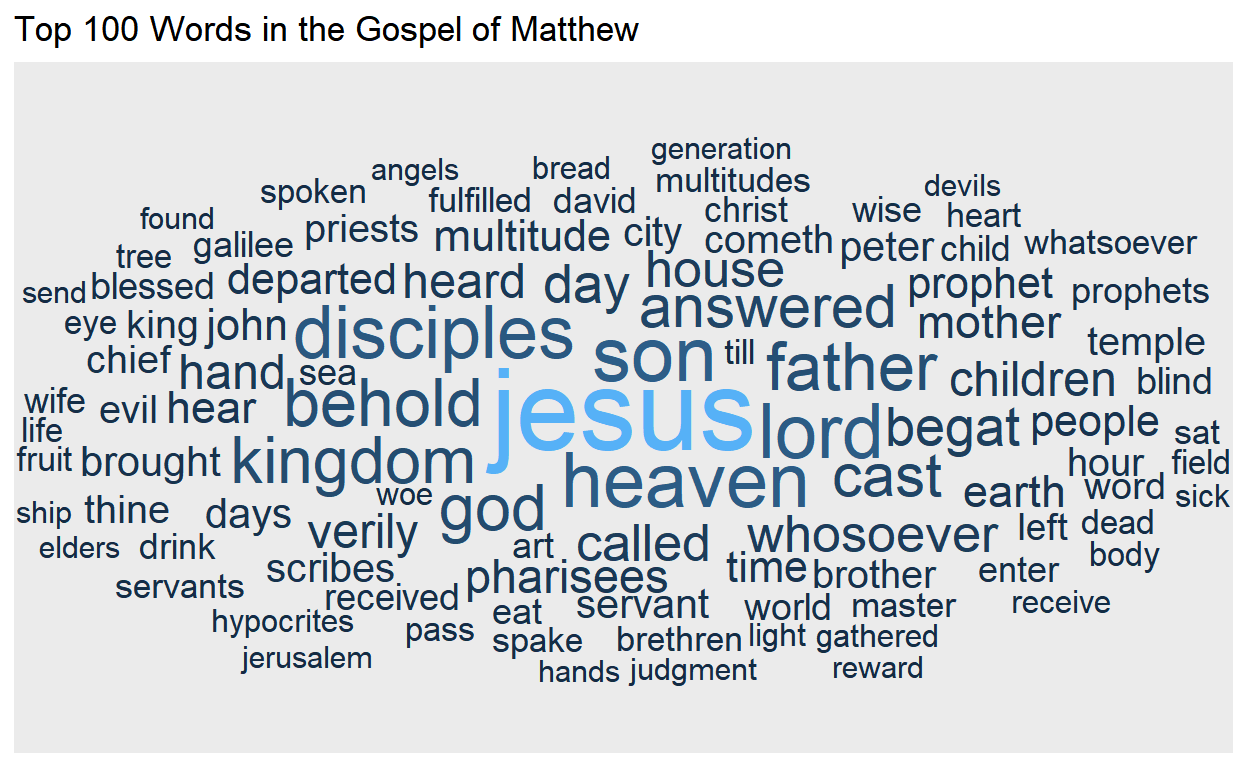 Top 100 Words in the Gospel of Matthew
generation
angels bread
spoken multitudes devils
found fulfilled david christ wise heart
tree galilee priests multitude city cometh peter child whatsoever
send blessed departed heard day house prophet prophets
eye king john disciples answered mother temple
chief hand sea son till father children blind
wife evil hear behold jesus lord begat people sat
life
fruit brought kingdom heaven cast hour field
ship thine days woe god earth word sick
elders drink verily art called whosoever left dead
servants scribes pharisees time brother enter body
hypocrites received eat servant world master receive
jerusalem pass spake brethren light gathered
hands judgment reward